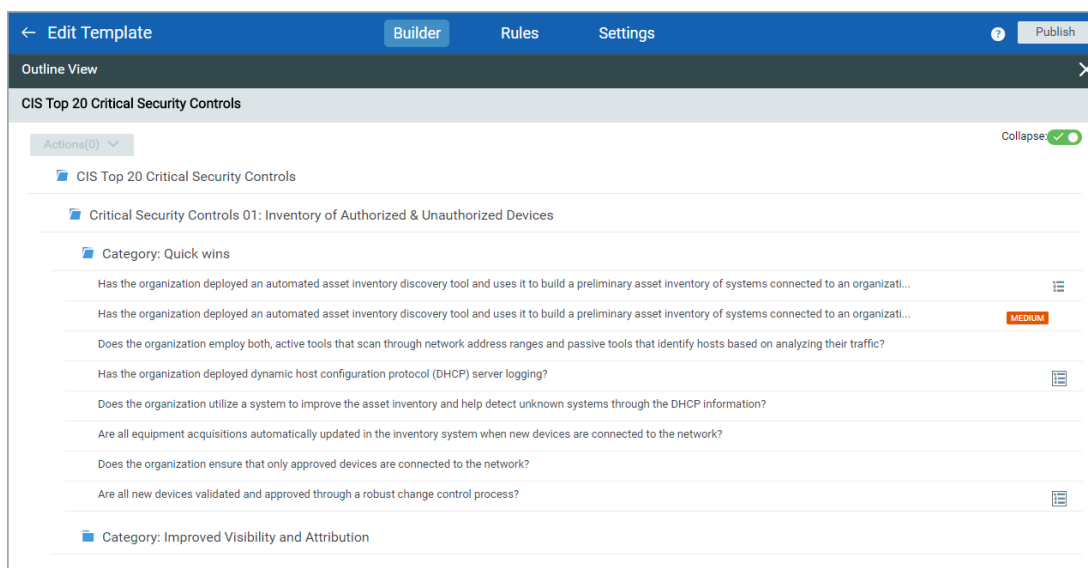 ← Edit Template Builder Rules Settings ? Publish
Outline View
CIS Top 20 Critical Security Controls
Collapse:
Actions(0)
CIS Top 20 Critical Security Controls
Critical Security Controls 01: Inventory of Authorized & Unauthorized Devices
Category: Quick wins
Has the organization deployed an automated asset inventory discovery tool and uses it to build a preliminary asset inventory of systems connected to an organizati...
Has the organization deployed an automated asset inventory discovery tool and uses it to build a preliminary asset inventory of systems connected to an organizati... MEDIUM
Does the organization employ both, active tools that scan through network address ranges and passive tools that identify hosts based on analyzing their traffic?
Has the organization deployed dynamic host configuration protocol (DHCP) server logging?
Does the organization utilize a system to improve the asset inventory and help detect unknown systems through the DHCP information?
Are all equipment acquisitions automatically updated in the inventory system when new devices are connected to the network?
Does the organization ensure that only approved devices are connected to the network?
Are all new devices validated and approved through a robust change control process?
Category: Improved Visibility and Attribution